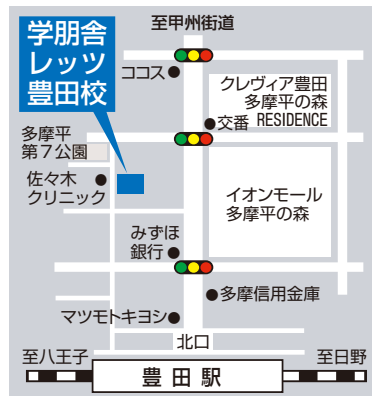 至甲州街道
学朋舎
レッツ
豊田校
ココス
クレヴィア豊田
多摩平の森
RESIDENCE
交番
多摩平
第7公園
佐々木
クリニック
イオンモール
多摩平の森
みずほ
銀行
多摩信用金庫
マツモトキヨシ
北口
至八王子
至日野
豊田駅